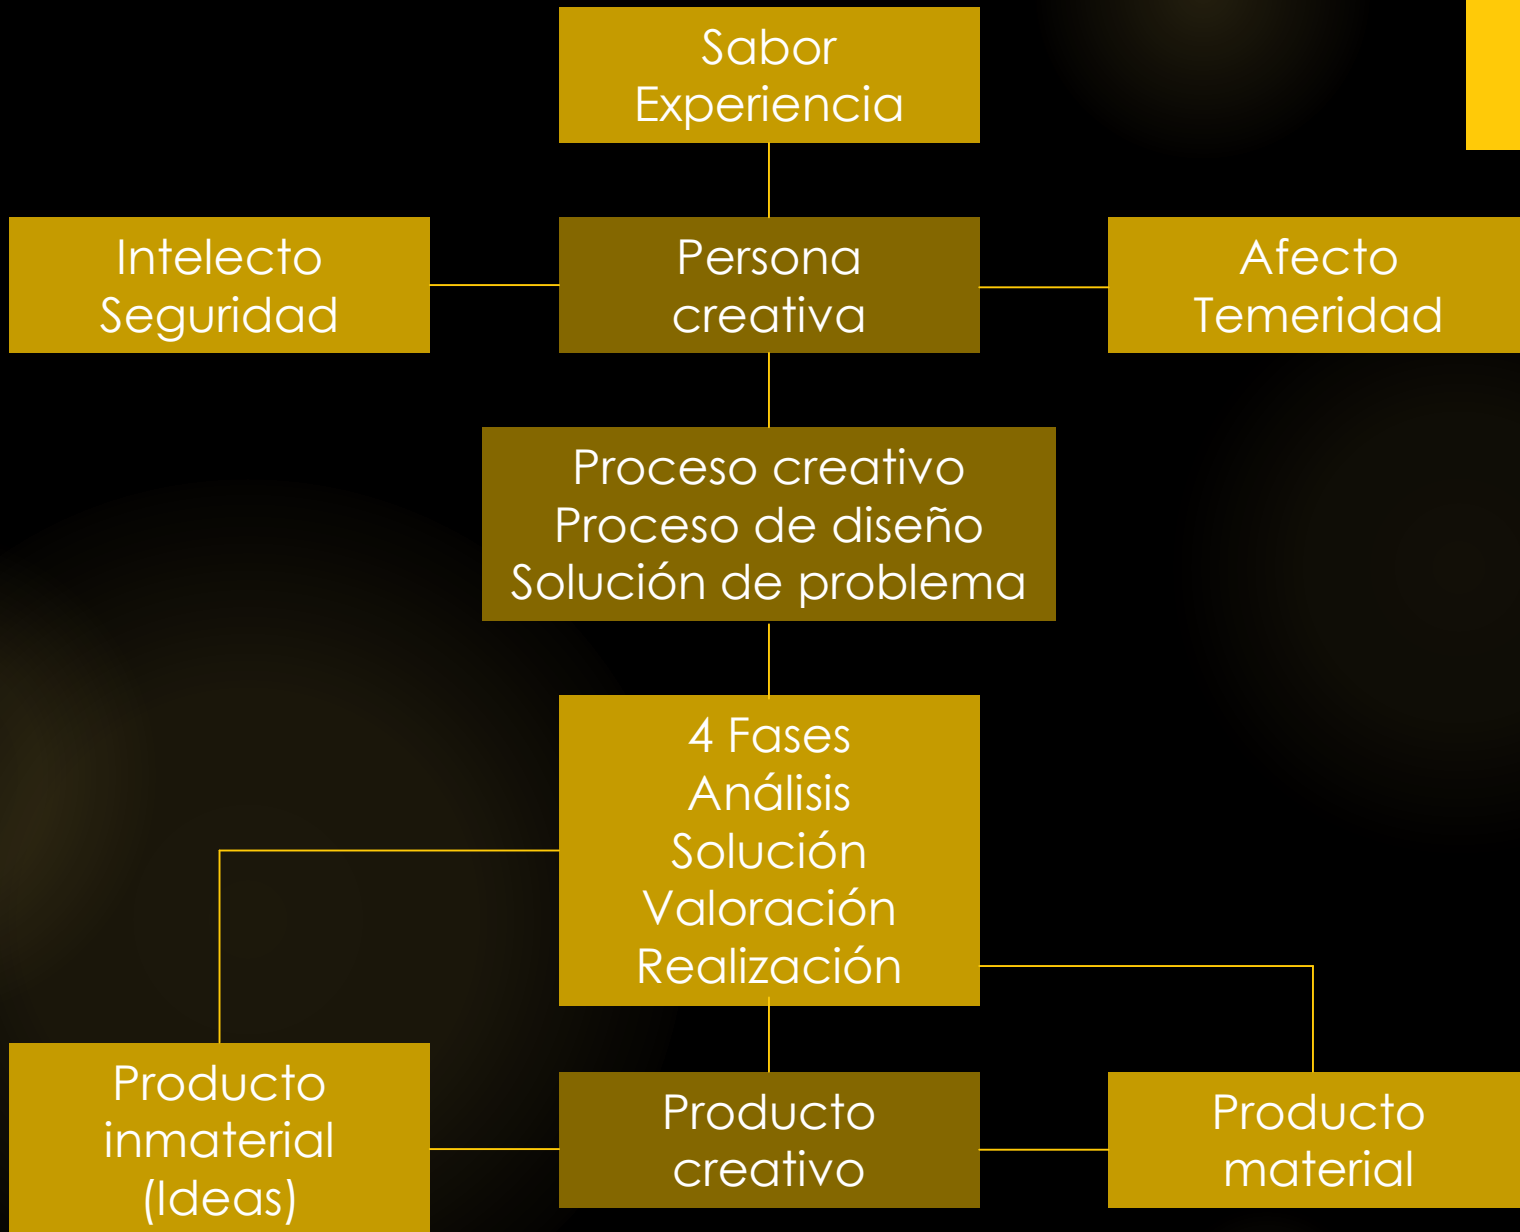 Sabor
Experiencia
Intelecto
Seguridad
Persona
creativa
Afecto
Temeridad
Proceso creativo
Proceso de diseño
Solución de problema
4 Fases
Análisis
Solución
Valoración
Realización
Producto
inmaterial
(Ideas)
Producto
creativo
Producto
material